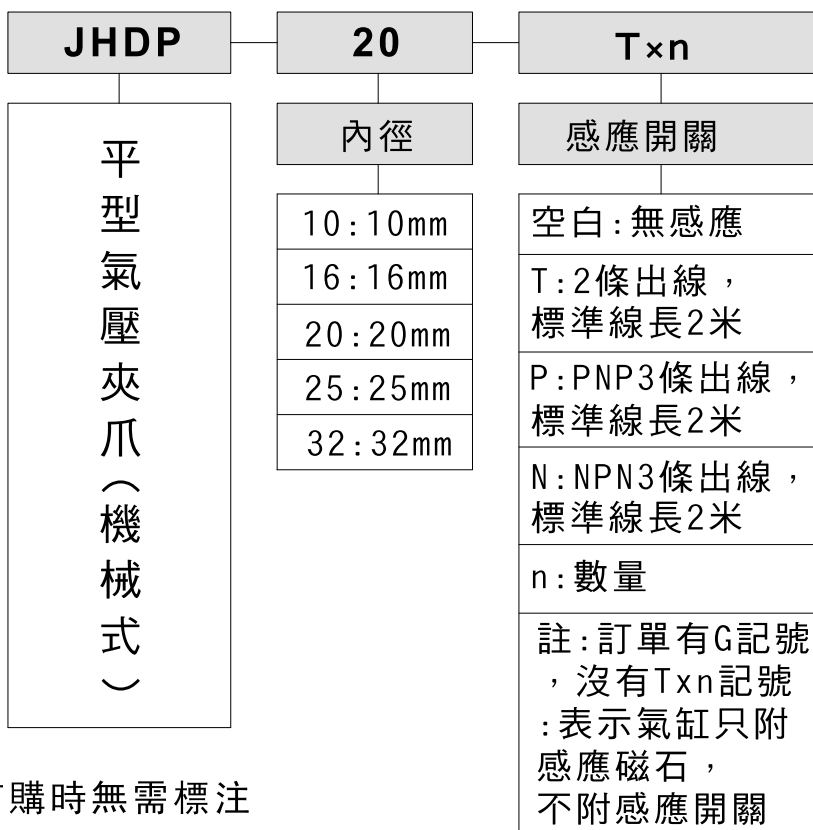 JHDP
20
T×n
平型氣壓夾爪(機械式)
內徑
10:10mm
16:16mm
20:20mm
25:25mm
32:32mm
感應開關
空白:無感應
T:2條出線,
標準線長2米
P:PNP3條出線,
標準線長2米
N:NPN3條出線,
標準線長2米
n:數量
註:訂單有G記號
,沒有Txn記號
:表示氣缸只附
感應磁石,
不附感應開關
購時無需標注